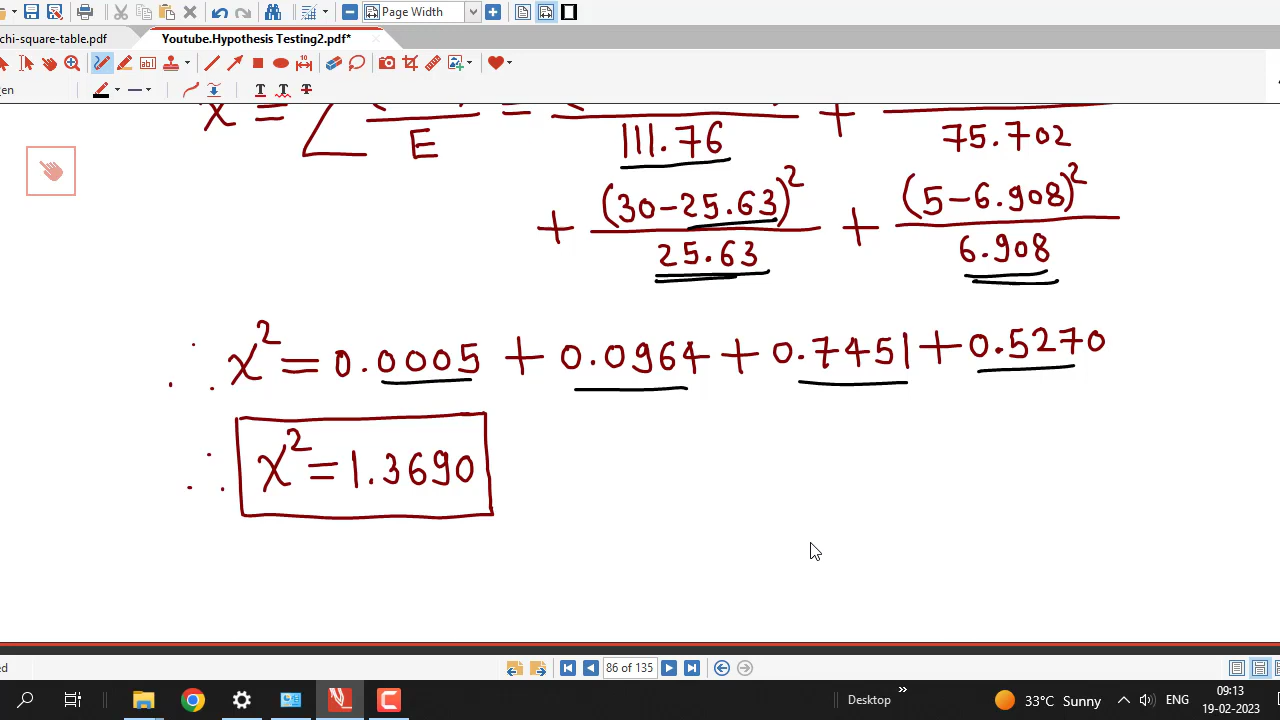 Page Width
chi-square-table.pdf
Youtube.Hypothesis Testing2.pdf*
en
χ = ∑ / E = / 111.76 + / 75.702
+ (30-25.63)² / 25.63 + (5-6.908)² / 6.908
∴ χ² = 0.0005 + 0.0964 + 0.7451 + 0.5270
∴ χ² = 1.3690
ed
86 of 135
Desktop
33°C Sunny
ENG
09:13
19-02-2023